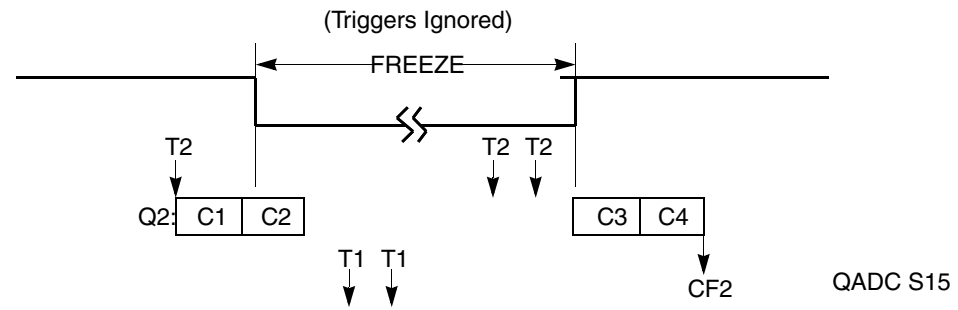 (Triggers Ignored)
FREEZE
T2
T2 T2
Q2: C1 C2
C3 C4
T1 T1
CF2
QADC S15